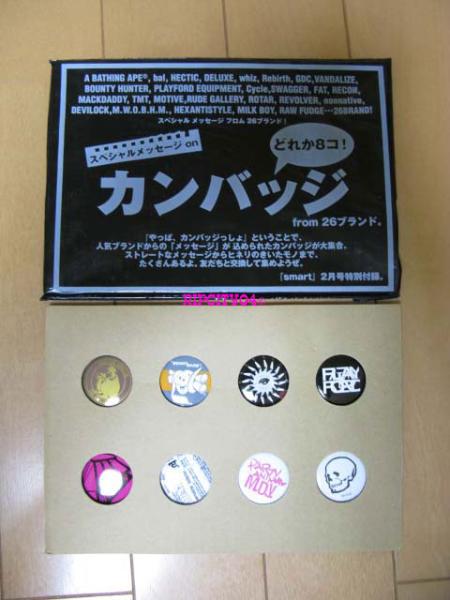 A BATHING APE®, bal, HECTIC, DELUXE, whiz, Rebirth, GDC, VANDALIZE,
BOUNTY HUNTER, PLAYFORD EQUIPMENT, Cycle, SWAGGER, FAT, RECON,
MACKDADDY, TMT, MOTIVE, RUDE GALLERY, ROTAR, REVOLVER, nonnative,
DEVILOCK, M.W.O.B.H.M., HEXANTISTYLE, MILK BOY, RAW FUDGE…26BRAND!
スペシャル メッセージ フロム 26ブランド!
スペシャルメッセージ on
どれか8コ!
カンバッジ
from 26ブランド。
「やっぱ、カンバッジっしょ」ということで、
人気ブランドからの「メッセージ」が 込められたカンバッジが大集合。
ストレートなメッセージからヒネリのきいたモノまで、
たくさんあるよ。友だちと交換して集めようぜ。
「smart」2月号特別付録。
RIPCITY04
PLAY
FORD
PARTY
M.D.V